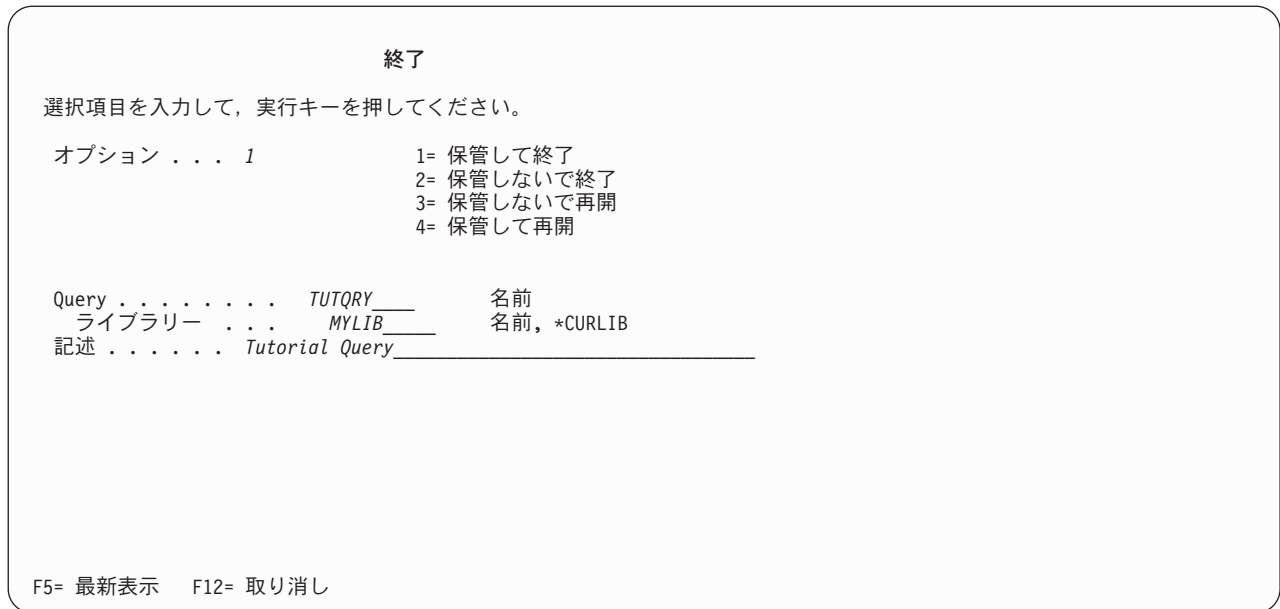 終了
選択項目を入力して, 実行キーを押してください。
オプション . . . 1 1= 保管して終了
2= 保管しないで終了
3= 保管しないで再開
4= 保管して再開
Query . . . . . . . . TUTQRY____ 名前
ライブラリー . . . MYLIB_____ 名前, *CURLIB
記述 . . . . . . Tutorial Query__________________________________
F5= 最新表示 F12= 取り消し